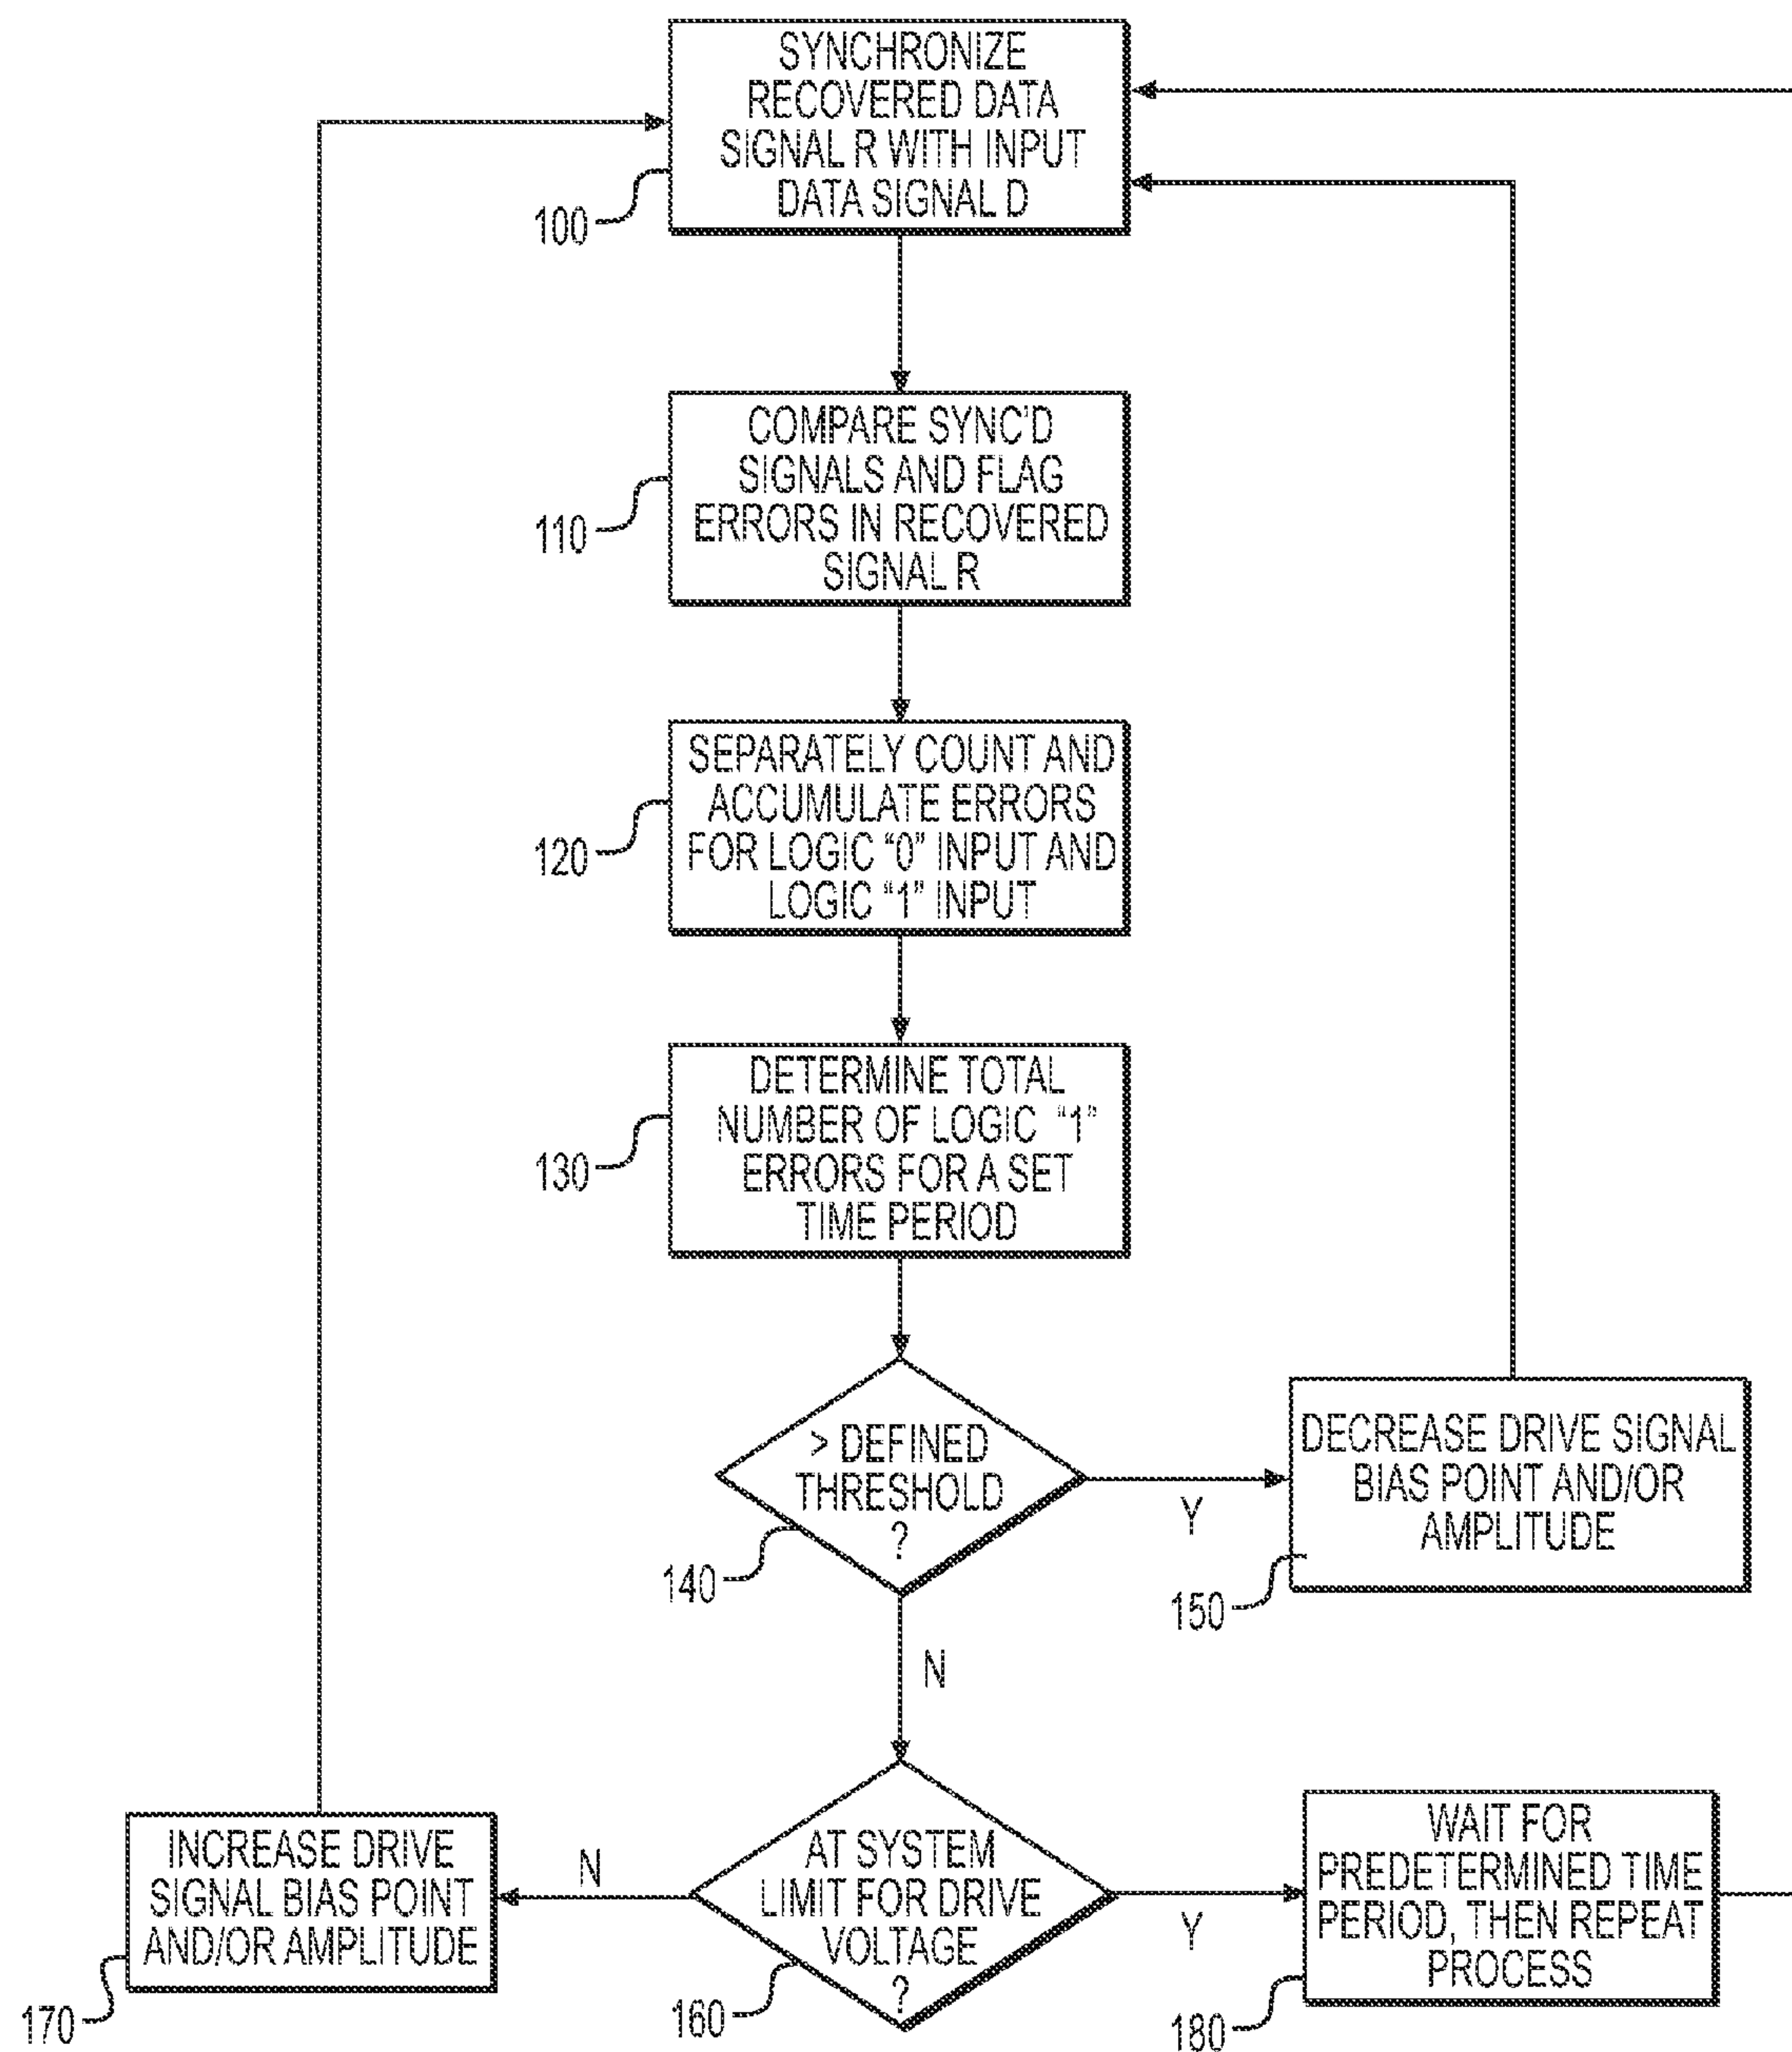 SYNCHRONIZE
RECOVERED DATA
SIGNAL R WITH INPUT
DATA SIGNAL D
100
COMPARE SYNC'D
SIGNALS AND FLAG
ERRORS IN RECOVERED
SIGNAL R
110
SEPARATELY COUNT AND
ACCUMULATE ERRORS
FOR LOGIC “0” INPUT AND
LOGIC “1” INPUT
120
DETERMINE TOTAL
NUMBER OF LOGIC “1”
ERRORS FOR A SET
TIME PERIOD
130
> DEFINED
THRESHOLD
?
140
Y
DECREASE DRIVE SIGNAL
BIAS POINT AND/OR
AMPLITUDE
150
N
AT SYSTEM
LIMIT FOR DRIVE
VOLTAGE
?
160
N
INCREASE DRIVE
SIGNAL BIAS POINT
AND/OR AMPLITUDE
170
Y
WAIT FOR
PREDETERMINED TIME
PERIOD, THEN REPEAT
PROCESS
180